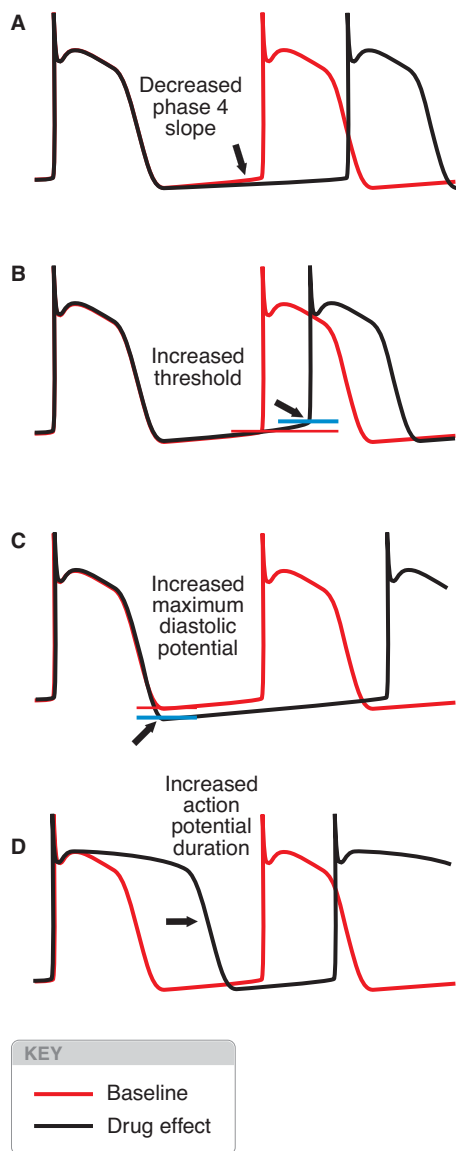 A
Decreased
phase 4
slope
B
Increased
threshold
C
Increased
maximum
diastolic
potential
D
Increased
action
potential
duration
KEY
Baseline
Drug effect